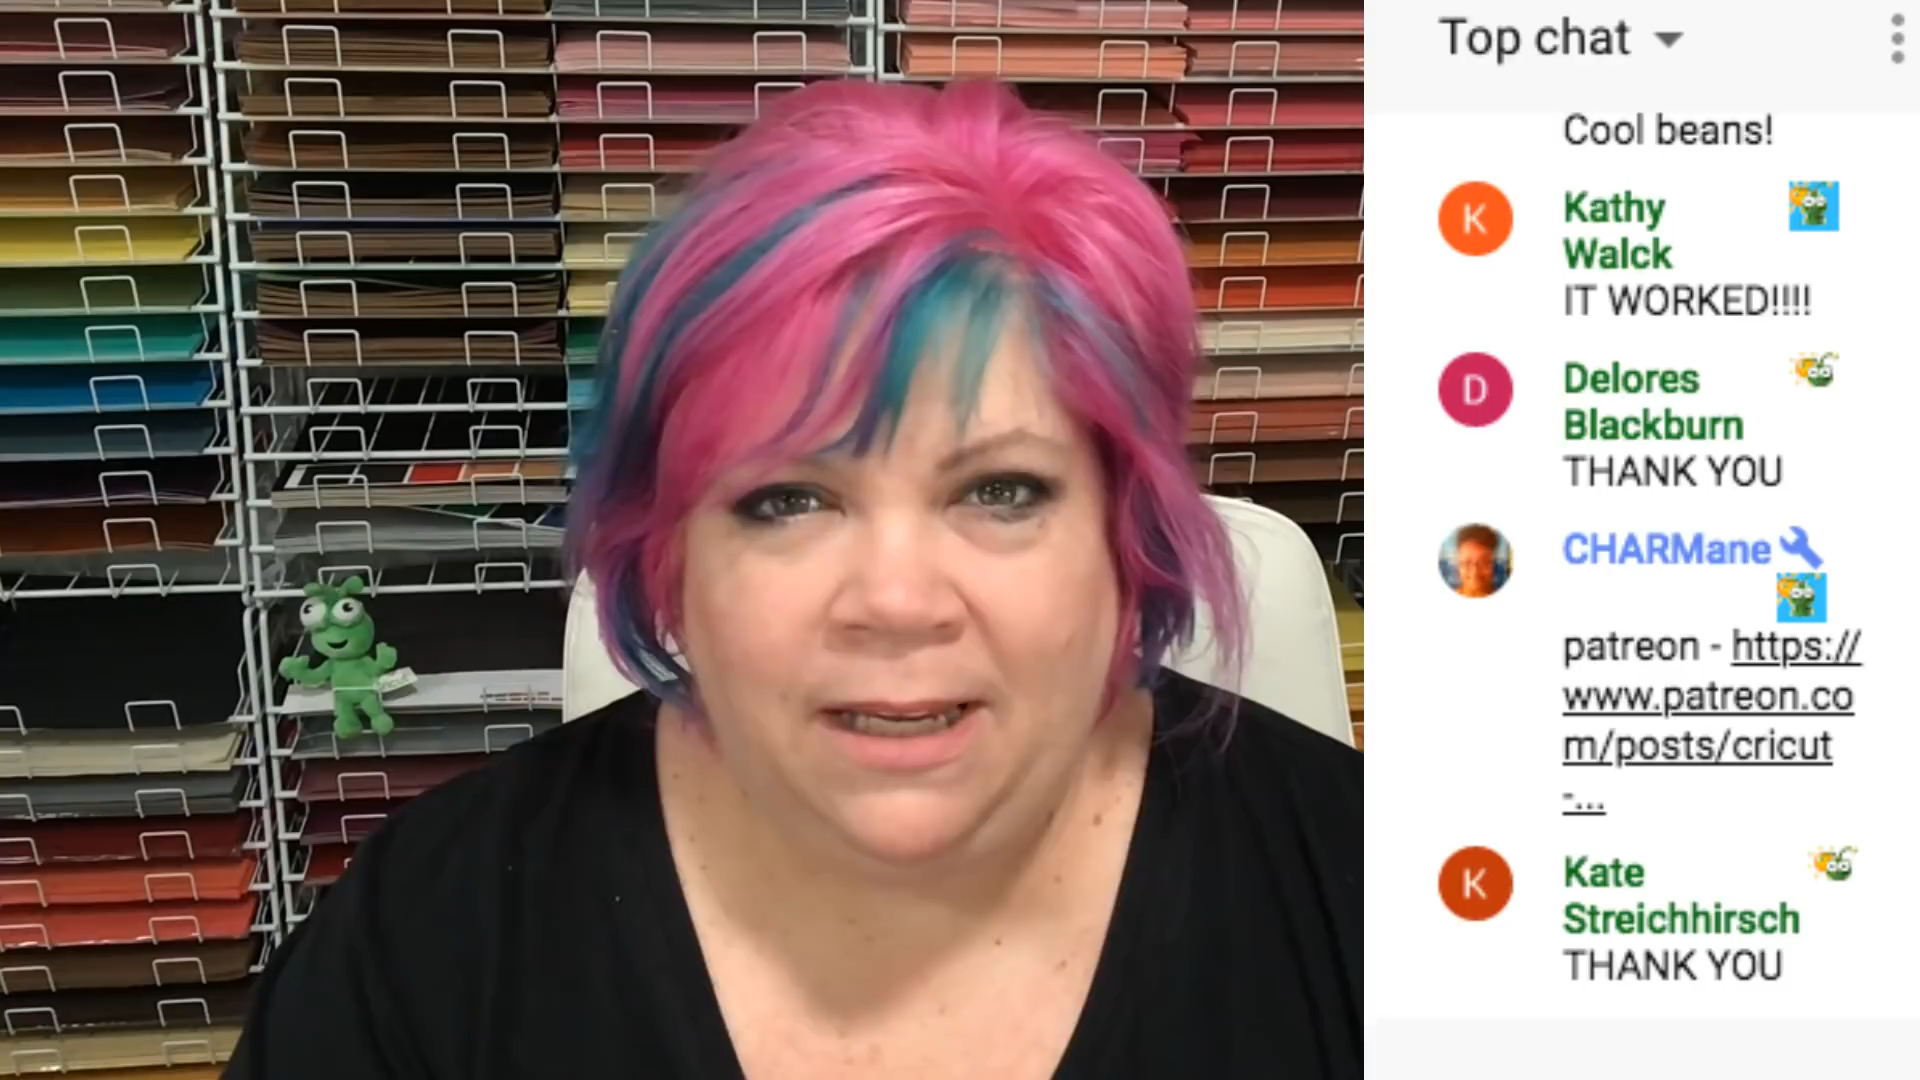 Top chat
Cool beans!
K
Kathy
Walck
IT WORKED!!!!
D
Delores
Blackburn
THANK YOU
CHARMane
patreon - https://
www.patreon.co
m/posts/cricut
-...
K
Kate
Streichhirsch
THANK YOU
cricut